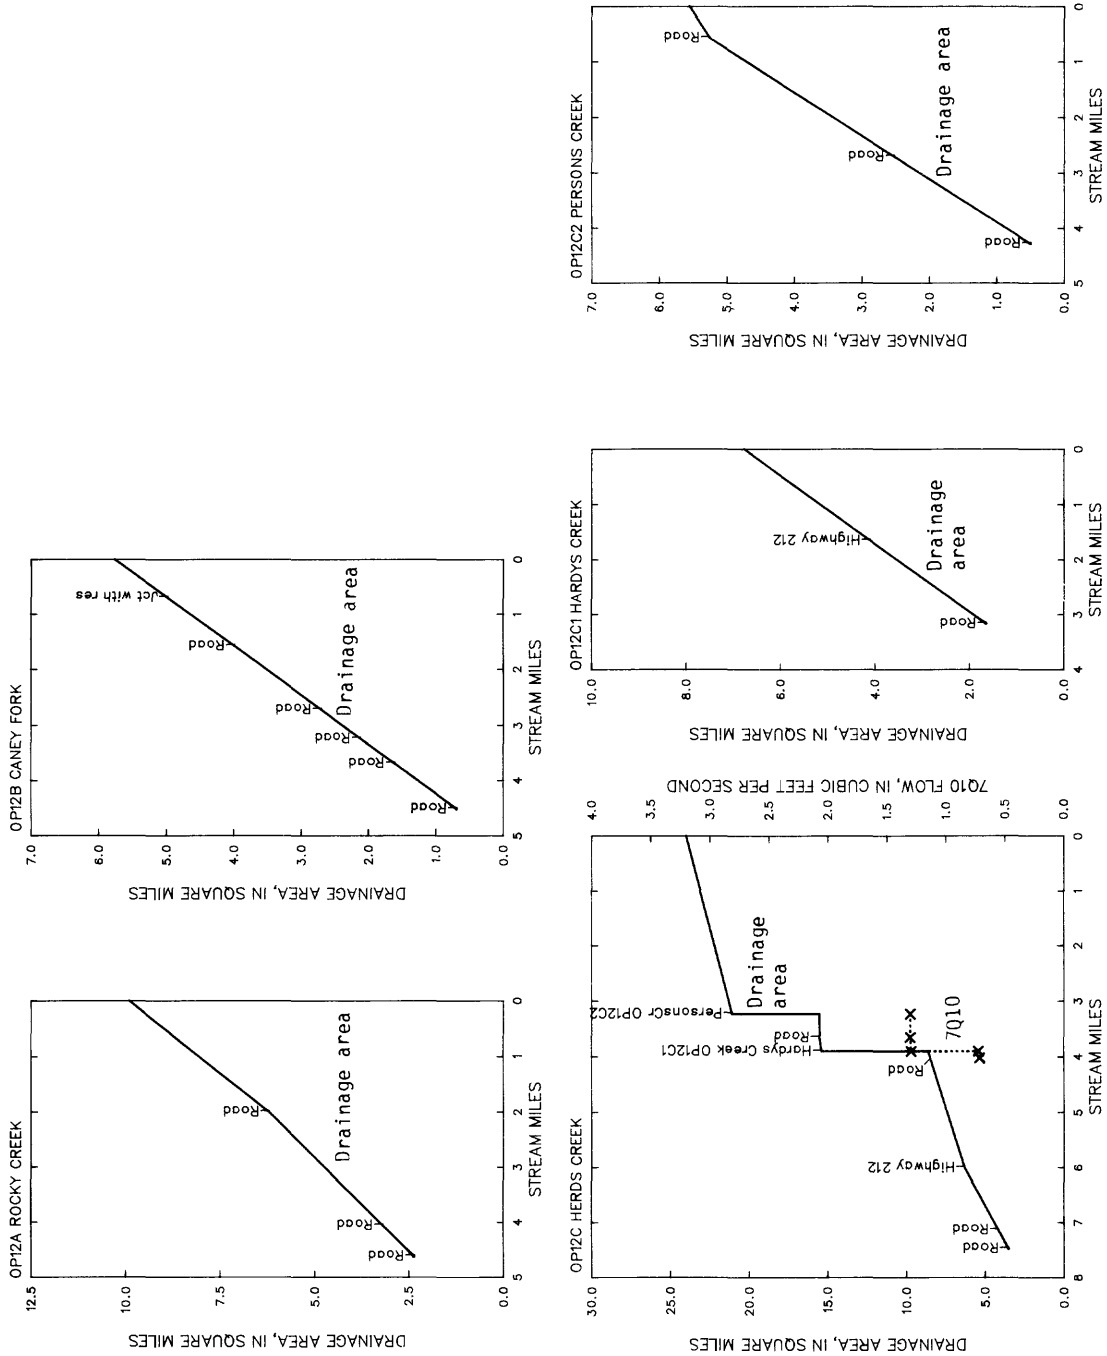 OP12A ROCKY CREEK
DRAINAGE AREA, IN SQUARE MILES
12.5
10.0
7.5
5.0
2.5
0.0
Road
Road
Road
Drainage area
5
4
3
2
1
0
STREAM MILES
OP12B CANEY FORK
DRAINAGE AREA, IN SQUARE MILES
7.0
6.0
5.0
4.0
3.0
2.0
1.0
0.0
Road
Road
Road
Road
Road
Jct with res
Drainage area
5
4
3
2
1
0
STREAM MILES
OP12C HERDS CREEK
DRAINAGE AREA, IN SQUARE MILES
30.0
25.0
20.0
15.0
10.0
5.0
0.0
Road
Road
Highway 212
Road
Hardys Creek OP12C1
Road
PersonsCr OP12C2
Drainage
area
7Q10
8
7
6
5
4
3
2
1
0
STREAM MILES
4.0
3.5
3.0
2.5
2.0
1.5
1.0
0.5
0.0
7Q10 FLOW, IN CUBIC FEET PER SECOND
OP12C1 HARDYS CREEK
DRAINAGE AREA, IN SQUARE MILES
10.0
8.0
6.0
4.0
2.0
0.0
Road
Highway 212
Drainage
area
4
3
2
1
0
STREAM MILES
OP12C2 PERSONS CREEK
DRAINAGE AREA, IN SQUARE MILES
7.0
6.0
5.0
4.0
3.0
2.0
1.0
0.0
Road
Road
Road
Drainage area
5
4
3
2
1
0
STREAM MILES